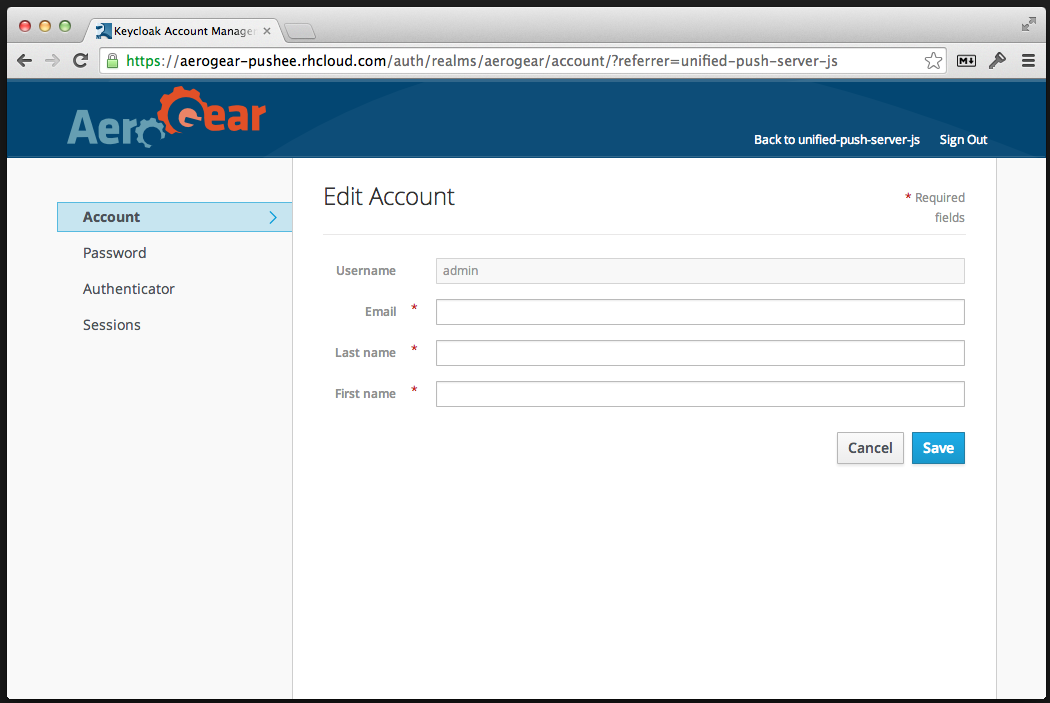 Keycloak Account Manage
https://aerogear-pushee.rhcloud.com/auth/realms/aerogear/account/?referrer=unified-push-server-js
M
AeroGear
Back to unified-push-server-js Sign Out
Account
Password
Authenticator
Sessions
Edit Account
* Required
fields
Username admin
Email *
Last name *
First name *
Cancel Save